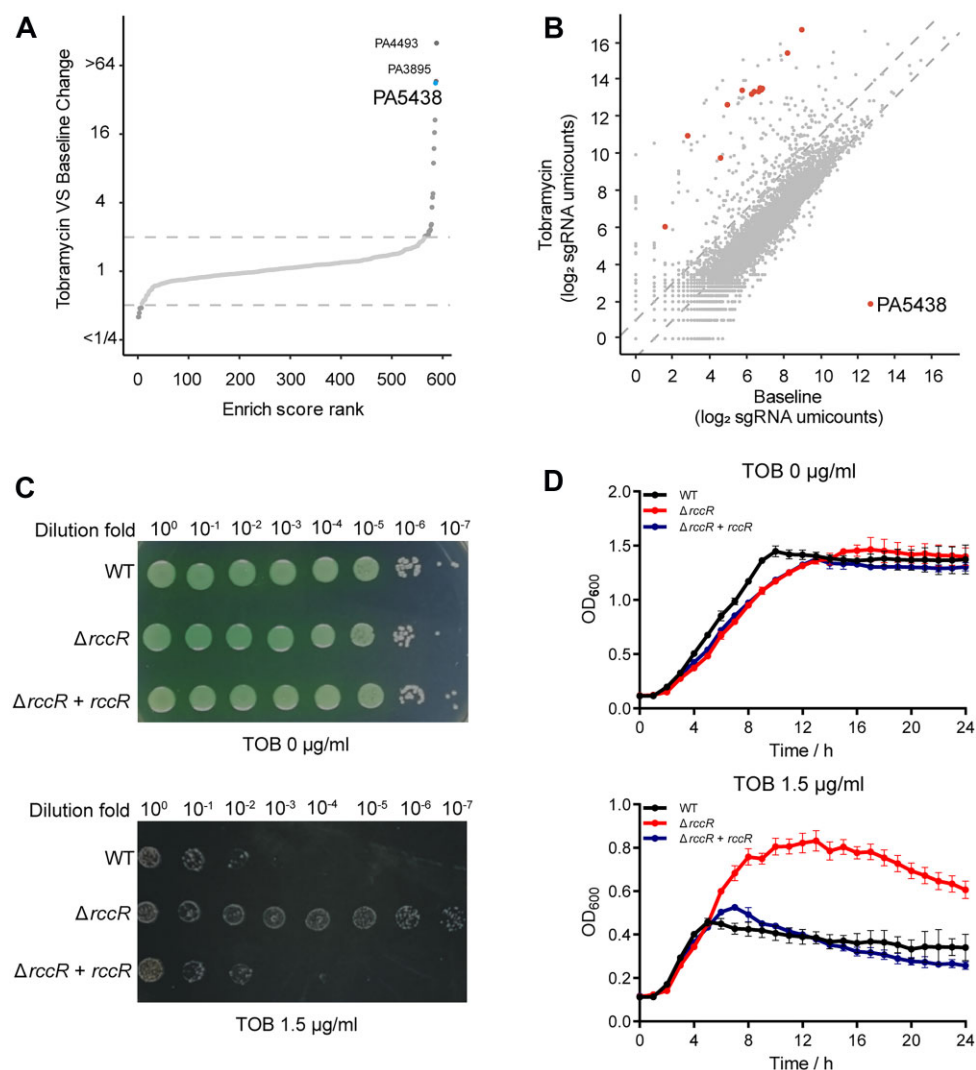 A
Tobramycin VS Baseline Change
>64
16
4
1
<1/4
PA4493
PA3895
PA5438
0 100 200 300 400 500 600
Enrich score rank
B
Tobramycin
(log₂ sgRNA umicounts)
16
14
12
10
8
6
4
2
0
PA5438
0 2 4 6 8 10 12 14 16
Baseline
(log₂ sgRNA umicounts)
C
Dilution fold 10⁰ 10⁻¹ 10⁻² 10⁻³ 10⁻⁴ 10⁻⁵ 10⁻⁶ 10⁻⁷
WT
ΔrccR
ΔrccR + rccR
TOB 0 µg/ml
Dilution fold 10⁰ 10⁻¹ 10⁻² 10⁻³ 10⁻⁴ 10⁻⁵ 10⁻⁶ 10⁻⁷
WT
ΔrccR
ΔrccR + rccR
TOB 1.5 µg/ml
D
TOB 0 µg/ml
WT
ΔrccR
ΔrccR + rccR
OD₆₀₀
2.0
1.5
1.0
0.5
0.0
0 4 8 12 16 20 24
Time / h
TOB 1.5 µg/ml
WT
ΔrccR
ΔrccR + rccR
OD₆₀₀
1.0
0.8
0.6
0.4
0.2
0.0
0 4 8 12 16 20 24
Time / h